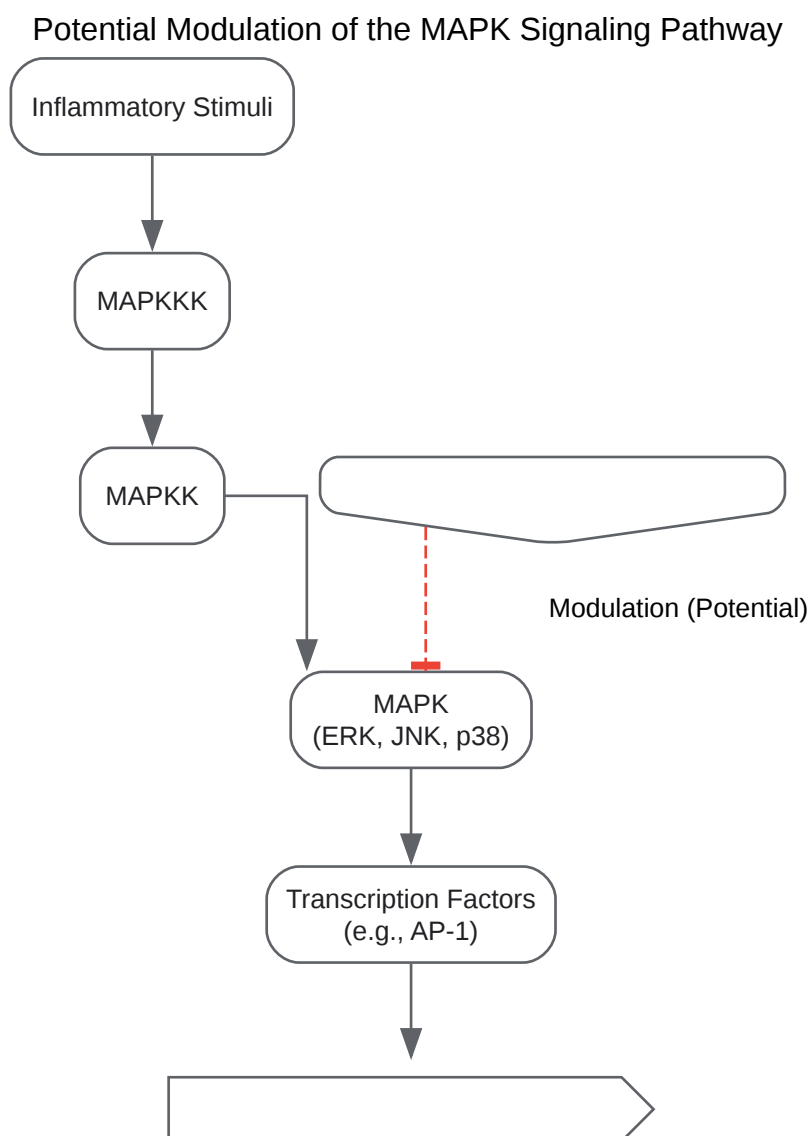 Potential Modulation of the MAPK Signaling Pathway
Inflammatory Stimuli
MAPKKK
MAPKK
Modulation (Potential)
MAPK
(ERK, JNK, p38)
Transcription Factors
(e.g., AP-1)